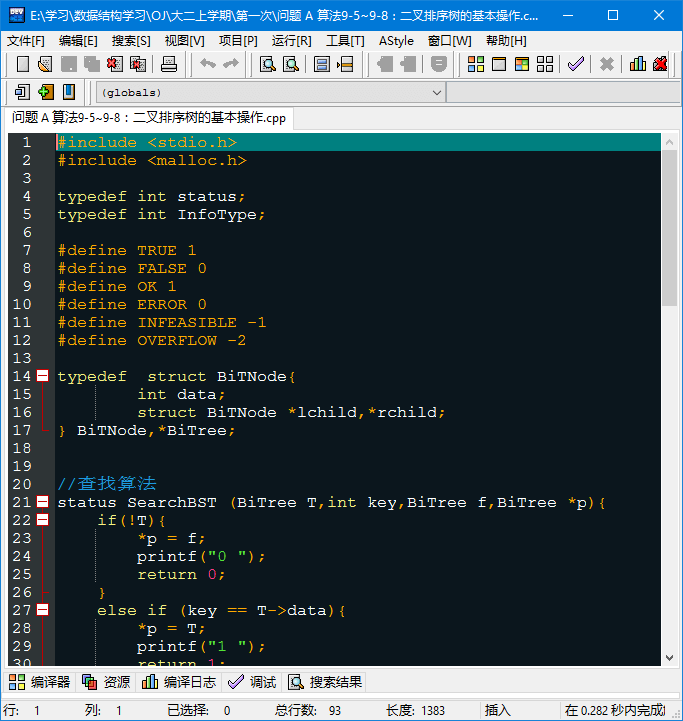 E:\学习\数据结构学习\OJ\大二上学期\第一次\问题 A 算法9-5~9-8：二叉排序树的基本操作.c...
文件[F] 编辑[E] 搜索[S] 视图[V] 项目[P] 运行[R] 工具[T] AStyle 窗口[W] 帮助[H]
(globals)
问题 A 算法9-5~9-8：二叉排序树的基本操作.cpp
1 #include <stdio.h>
2 #include <malloc.h>
3
4 typedef int status;
5 typedef int InfoType;
6
7 #define TRUE 1
8 #define FALSE 0
9 #define OK 1
10 #define ERROR 0
11 #define INFEASIBLE -1
12 #define OVERFLOW -2
13
14 typedef  struct BiTNode{
15 int data;
16 struct BiTNode *lchild,*rchild;
17 } BiTNode,*BiTree;
18
19
20 //查找算法
21 status SearchBST (BiTree T,int key,BiTree f,BiTree *p){
22 if(!T){
23 *p = f;
24 printf("0 ");
25 return 0;
26 }
27 else if (key == T->data){
28 *p = T;
29 printf("1 ");
30 return 1;
编译器 资源 编译日志 调试 搜索结果
行: 1 列: 1 已选择: 0 总行数: 93 长度: 1383 插入 在 0.282 秒内完成